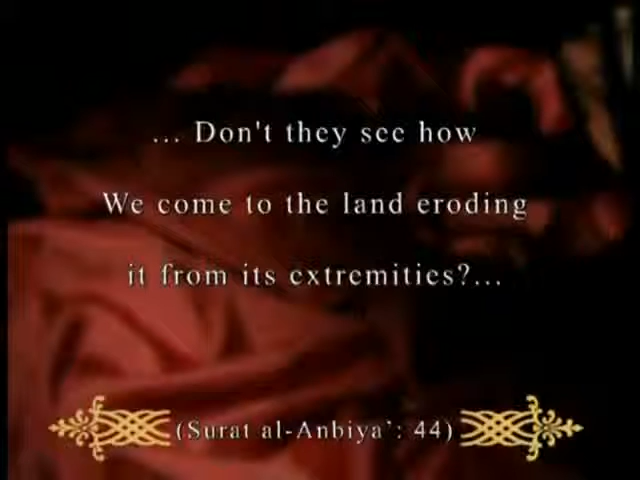 ... Don't they see how
We come to the land eroding
it from its extremities?...
(Surat al-Anbiya': 44)